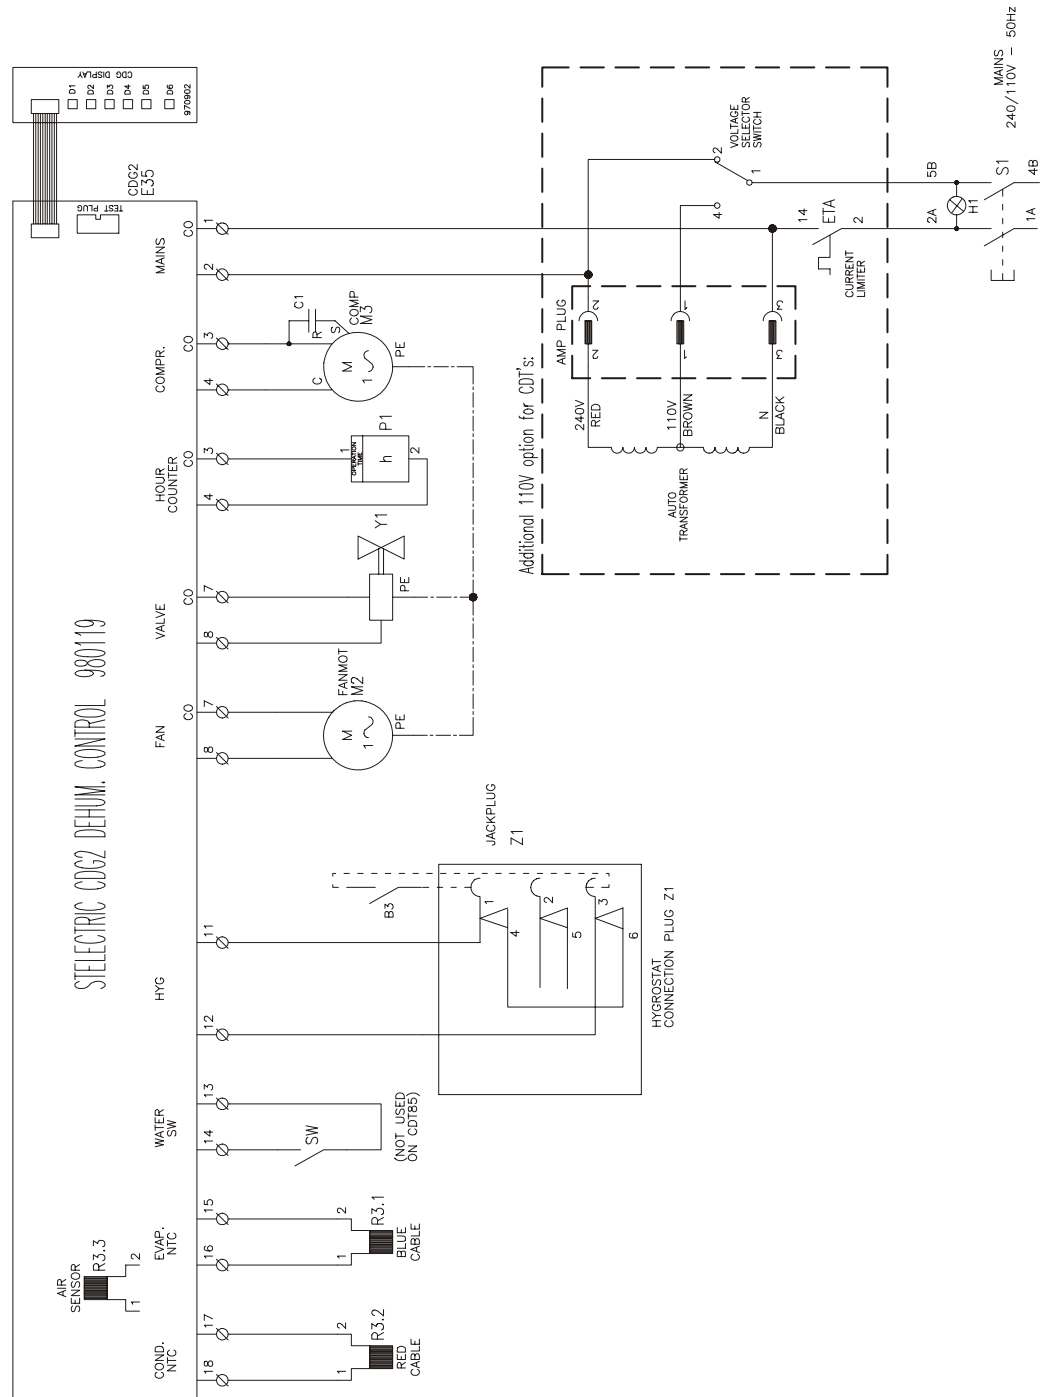 MAINS
240/110V – 50Hz
S1
4B
1A
5B
2A
H1
VOLTAGE
SELECTOR
SWITCH
2
1
4
14
ETA
2
CURRENT
LIMITER
Additional 110V option for CDT's:
AMP PLUG
2
2
1
1
3
3
240V
RED
110V
BROWN
N
BLACK
AUTO
TRANSFORMER
CDG DISPLAY
D1
D2
D3
D4
D5
D6
970902
TEST PLUG
CDG2
E35
STELECTRIC CDG2 DEHUM. CONTROL 980119
MAINS
CO
1
2
COMPR.
CO
3
4
C1
R
S
C
COMP
M3
M
1
PE
HOUR
COUNTER
CO
3
4
1
OPERATION
TIME
h
2
P1
VALVE
CO
7
8
Y1
PE
FAN
CO
7
8
FANMOT
M2
M
1
PE
HYG
11
12
JACKPLUG
Z1
B3
1
2
3
4
5
6
HYGROSTAT
CONNECTION PLUG Z1
WATER
SW
13
14
SW
(NOT USED
ON CDT85)
EVAP.
NTC
15
16
2
1
R3.1
BLUE
CABLE
AIR
SENSOR
R3.3
2
1
COND.
NTC
17
18
2
1
R3.2
RED
CABLE